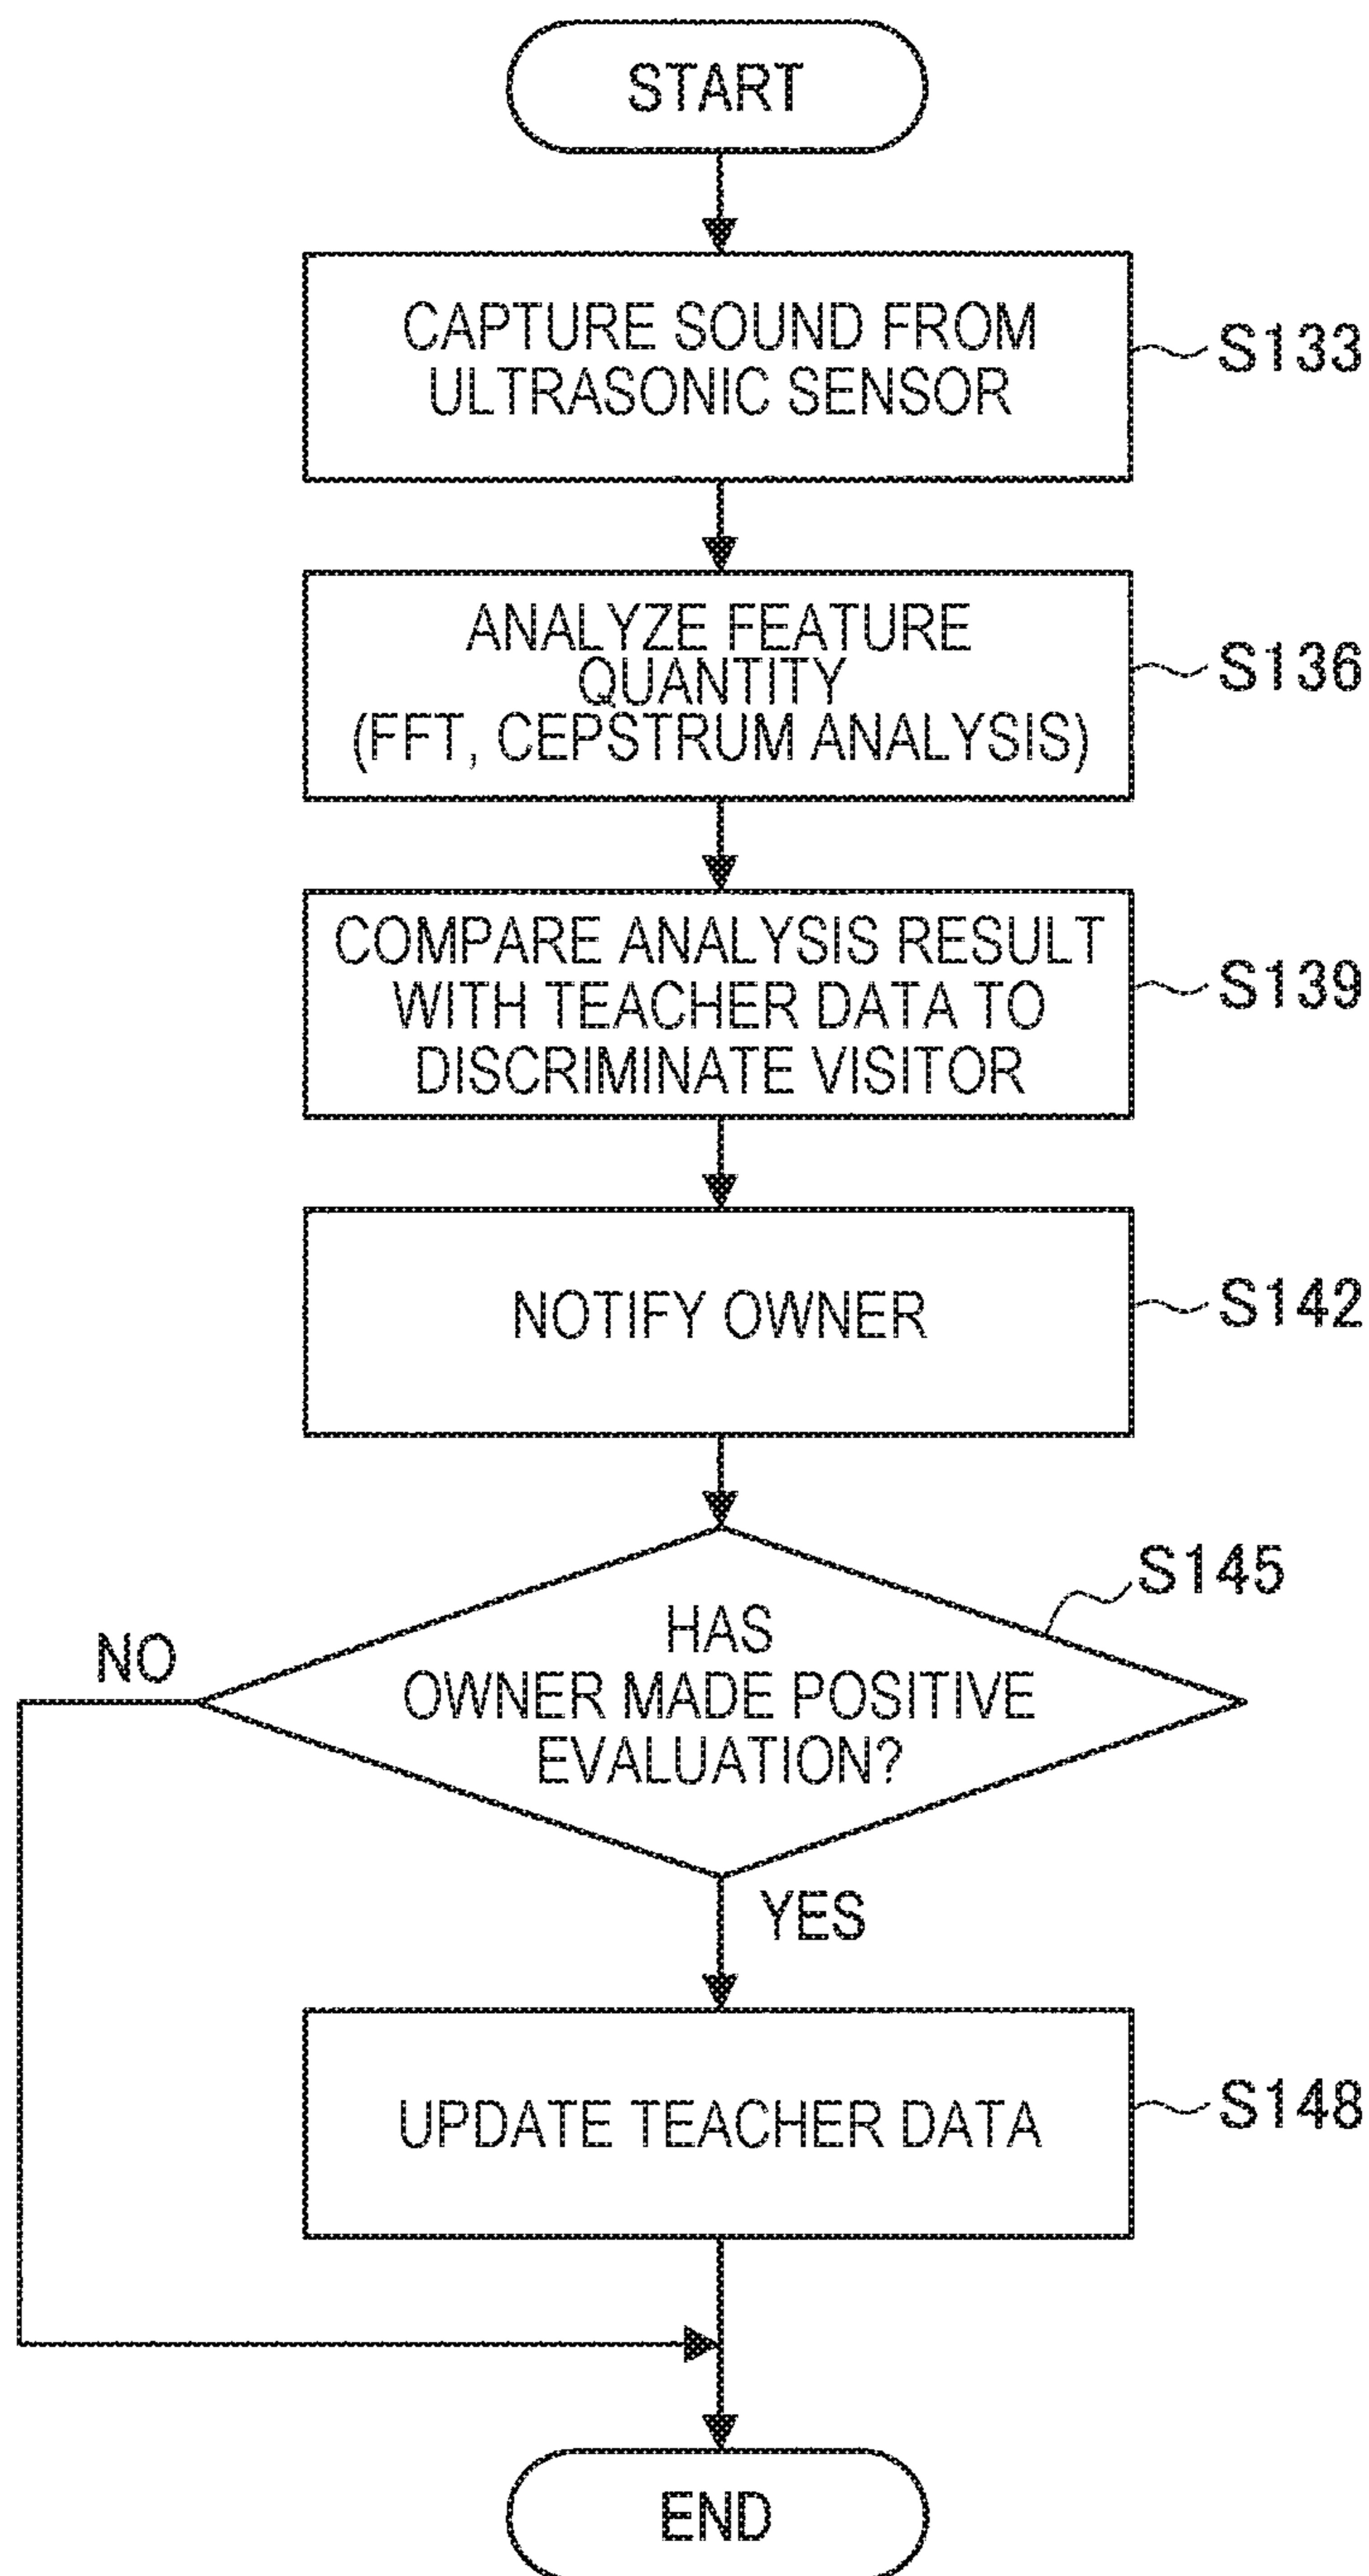 START
CAPTURE SOUND FROM
ULTRASONIC SENSOR
S133
ANALYZE FEATURE
QUANTITY
(FFT, CEPSTRUM ANALYSIS)
S136
COMPARE ANALYSIS RESULT
WITH TEACHER DATA TO
DISCRIMINATE VISITOR
S139
NOTIFY OWNER
S142
S145
HAS
OWNER MADE POSITIVE
EVALUATION?
NO
YES
UPDATE TEACHER DATA
S148
END